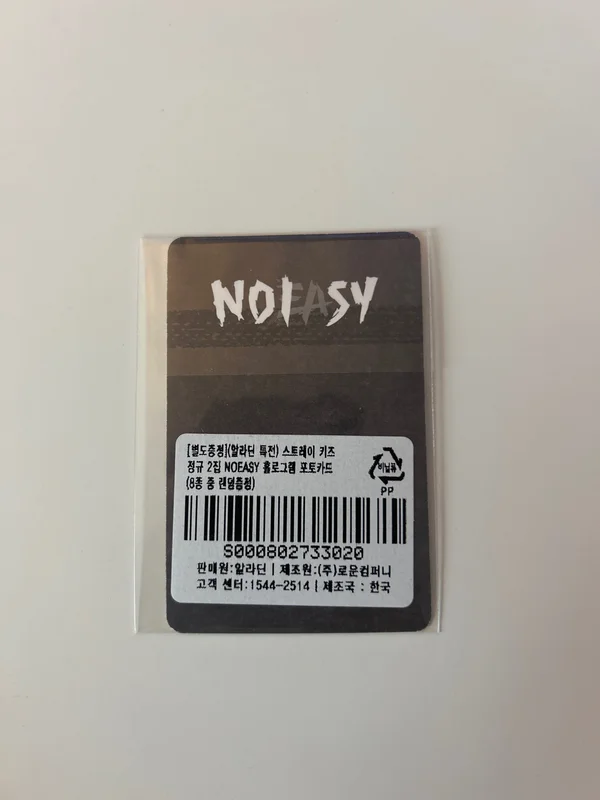 NOIEASY
[별도증정](알라딘 특전) 스트레이 키즈
정규 2집 NOEASY 홀로그램 포토카드
(8종 중 랜덤증정)
비닐류
PP
S000802733020
판매원:알라딘 | 제조원:(주)로운컴퍼니
고객 센터:1544-2514 | 제조국 : 한국